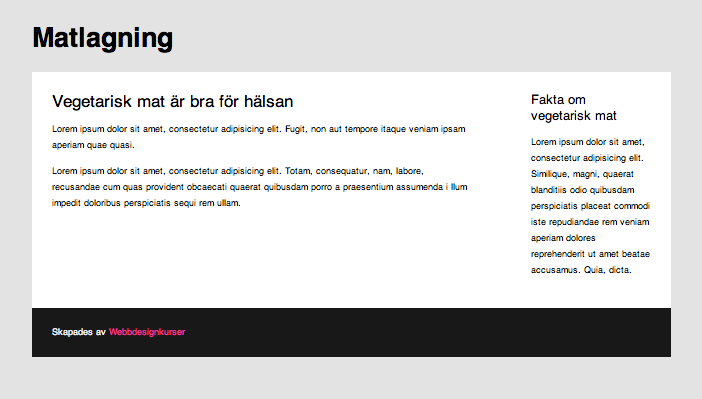 Matlagning
Vegetarisk mat är bra för hälsan
Lorem ipsum dolor sit amet, consectetur adipisicing elit. Fugit, non aut tempore itaque veniam ipsam
aperiam quae quasi.
Lorem ipsum dolor sit amet, consectetur adipisicing elit. Totam, consequatur, nam, labore,
recusandae cum quas provident obcaecati quaerat quibusdam porro a praesentium assumenda i llum
impedit doloribus perspiciatis sequi rem ullam.
Fakta om
vegetarisk mat
Lorem ipsum dolor sit amet,
consectetur adipisicing elit.
Similique, magni, quaerat
blanditiis odio quibusdam
perspiciatis placeat commodi
iste repudiandae rem veniam
aperiam dolores
reprehenderit ut amet beatae
accusamus. Quia, dicta.
Skapades av Webbdesignkurser